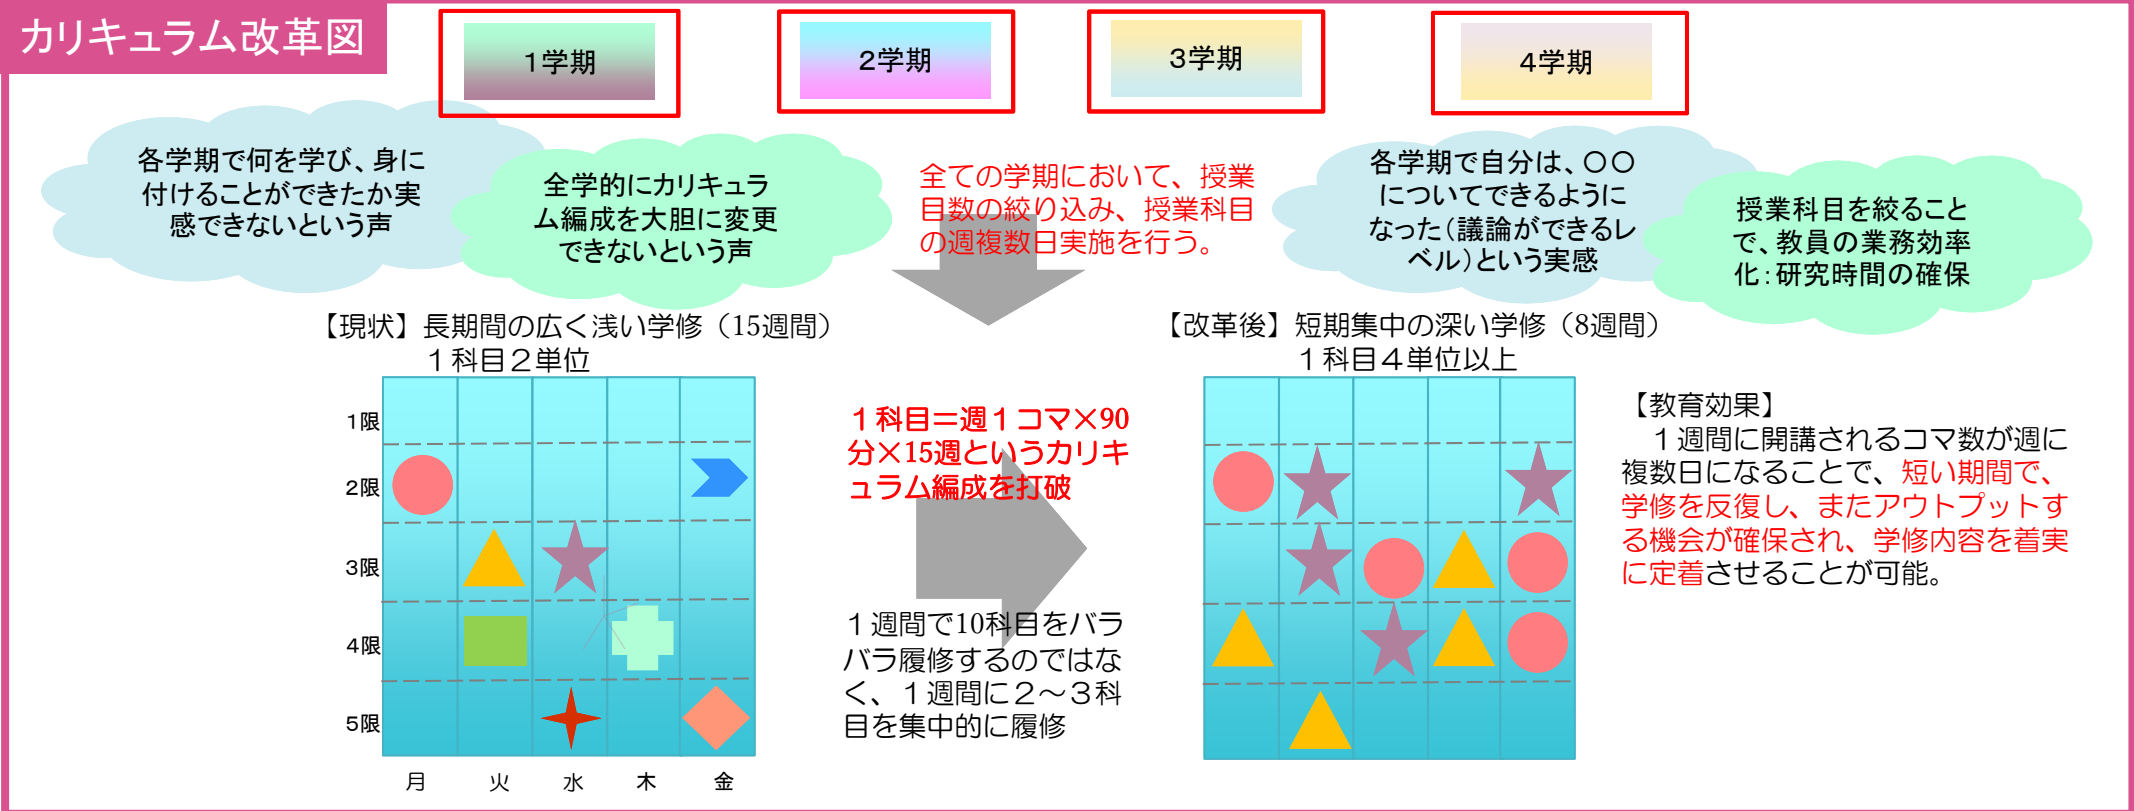 カリキュラム改革図
1学期
2学期
3学期
4学期
各学期で何を学び、身に
付けることができたか実
感できないという声
全学的にカリキュラ
ム編成を大胆に変更
できないという声
全ての学期において、授業
目数の絞り込み、授業科目
の週複数日実施を行う。
各学期で自分は、〇〇
についてできるように
なった(議論ができるレ
ベル)という実感
授業科目を絞ること
で、教員の業務効率
化:研究時間の確保
【現状】長期間の広く浅い学修（15週間）
１科目２単位
1限
2限
3限
4限
5限
月 火 水 木 金
１科目＝週１コマ×90
分×15週というカリキ
ュラム編成を打破
１週間で10科目をバラ
バラ履修するのではな
く、１週間に２～３科
目を集中的に履修
【改革後】短期集中の深い学修（8週間）
１科目４単位以上
【教育効果】
１週間に開講されるコマ数が週に
複数日になることで、短い期間で、
学修を反復し、またアウトプットす
る機会が確保され、学修内容を着実
に定着させることが可能。